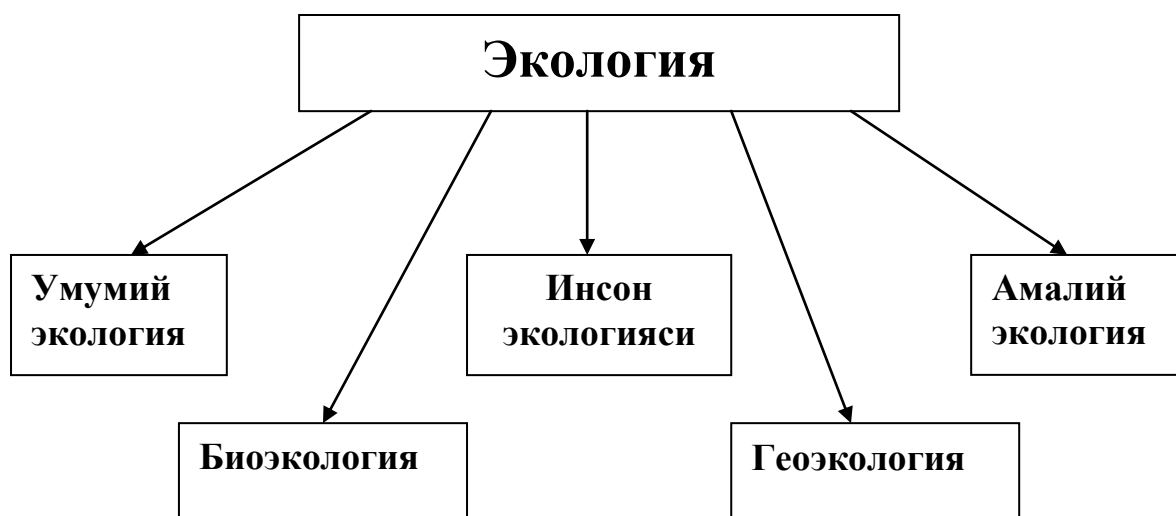 Экология
Умумий
экология
Инсон
экологияси
Амалий
экология
Биоэкология
Геоэкология